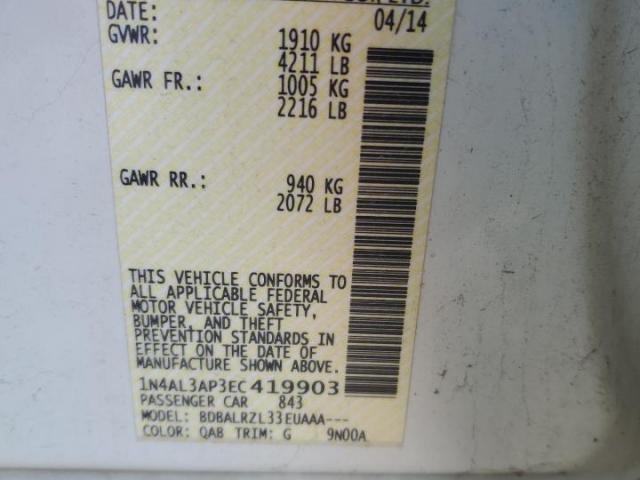 DATE: 04/14
GVWR: 1910 KG
4211 LB
GAWR FR.: 1005 KG
2216 LB
GAWR RR.: 940 KG
2072 LB
THIS VEHICLE CONFORMS TO
ALL APPLICABLE FEDERAL
MOTOR VEHICLE SAFETY,
BUMPER, AND THEFT
PREVENTION STANDARDS IN
EFFECT ON THE DATE OF
MANUFACTURE SHOWN ABOVE.
1N4AL3AP3EC419903
PASSENGER CAR 843
MODEL: BDBALRZL33EUAAA---
COLOR: QAB TRIM: G 9N00A